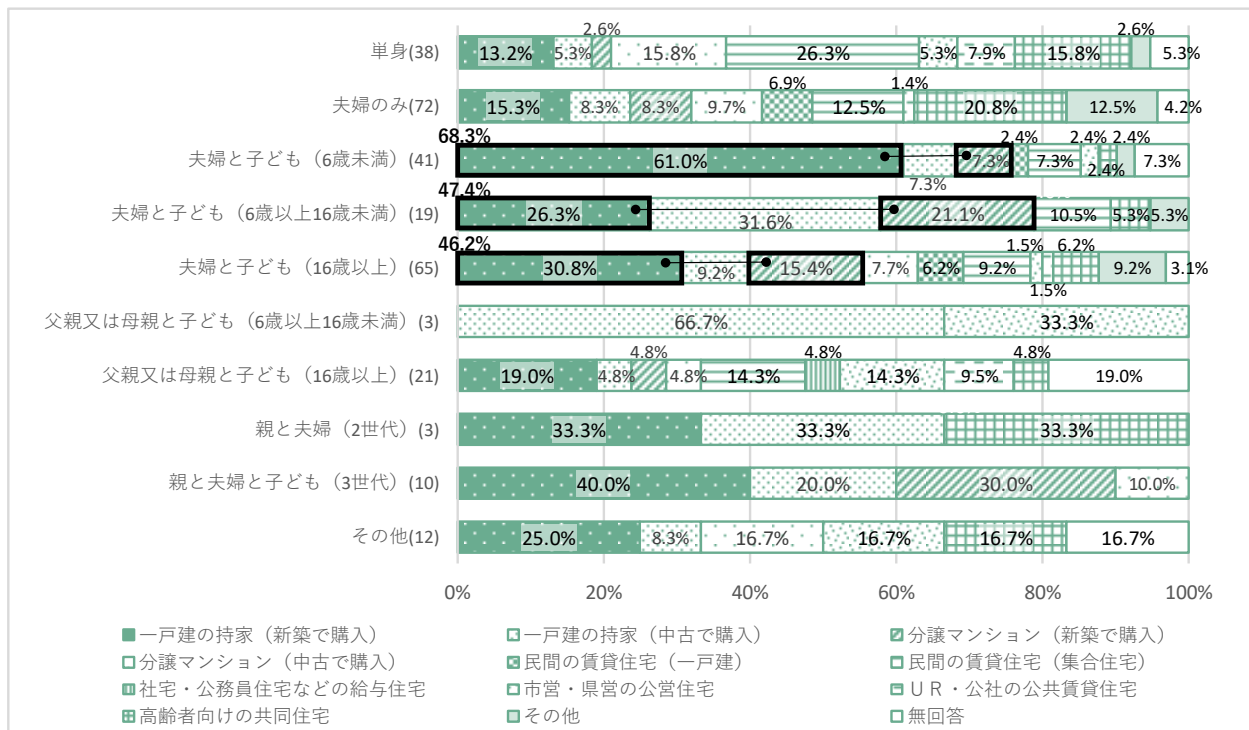 2.6% 2.6%
単身(38) 13.2% 5.3% 15.8% 26.3% 5.3% 7.9% 15.8% 5.3%
6.9% 1.4%
夫婦のみ(72) 15.3% 8.3% 8.3% 9.7% 12.5% 20.8% 12.5% 4.2%
68.3% 2.4% 2.4% 2.4%
夫婦と子ども（6歳未満）(41) 61.0% 7.3% 7.3% 2.4% 7.3%
47.4% 7.3%
夫婦と子ども（6歳以上16歳未満）(19) 26.3% 31.6% 21.1% 10.5% 5.3% 5.3%
46.2% 1.5% 6.2%
夫婦と子ども（16歳以上）(65) 30.8% 9.2% 15.4% 7.7% 6.2% 9.2% 9.2% 3.1%
1.5%
父親又は母親と子ども（6歳以上16歳未満）(3) 66.7% 33.3%
4.8% 4.8% 4.8%
父親又は母親と子ども（16歳以上）(21) 19.0% 4.8% 4.8% 14.3% 14.3% 9.5% 19.0%
親と夫婦（2世代）(3) 33.3% 33.3% 33.3%
親と夫婦と子ども（3世代）(10) 40.0% 20.0% 30.0% 10.0%
その他(12) 25.0% 8.3% 16.7% 16.7% 16.7% 16.7%
0% 20% 40% 60% 80% 100%
一戸建の持家（新築で購入） 一戸建の持家（中古で購入） 分譲マンション（新築で購入）
分譲マンション（中古で購入） 民間の賃貸住宅（一戸建） 民間の賃貸住宅（集合住宅）
社宅・公務員住宅などの給与住宅 市営・県営の公営住宅 ＵＲ・公社の公共賃貸住宅
高齢者向けの共同住宅 その他 無回答